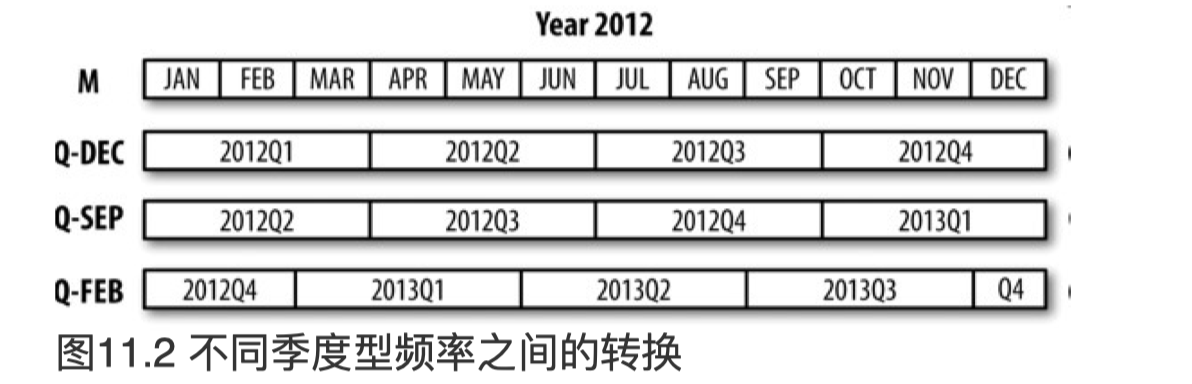 Year 2012
M JAN FEB MAR APR MAY JUN JUL AUG SEP OCT NOV DEC
Q-DEC 2012Q1 2012Q2 2012Q3 2012Q4
Q-SEP 2012Q2 2012Q3 2012Q4 2013Q1
Q-FEB 2012Q4 2013Q1 2013Q2 2013Q3 Q4
图11.2 不同季度型频率之间的转换